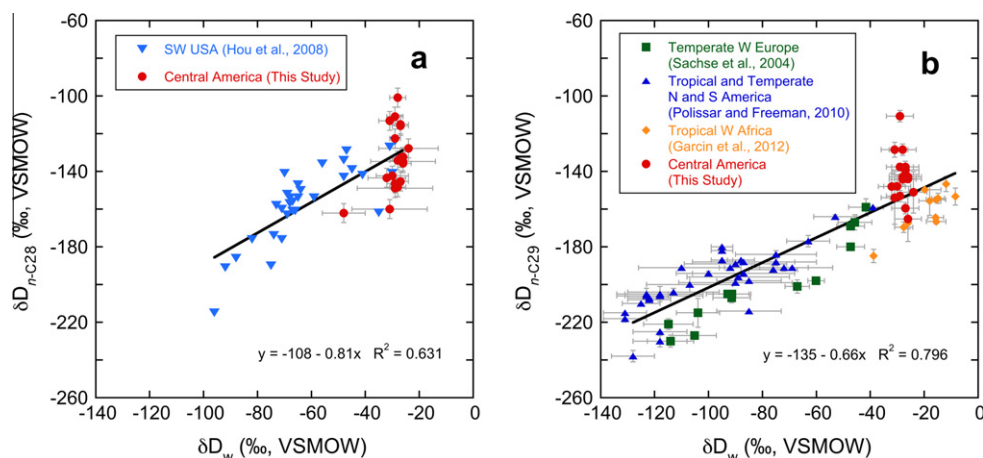 -60
-100
-140
-180
-220
-260
δD n-C28 (‰, VSMOW)
SW USA (Hou et al., 2008)
Central America (This Study)
a
y = -108 - 0.81x R² = 0.631
-140 -120 -100 -80 -60 -40 -20 0
δDw (‰, VSMOW)
-60
-100
-140
-180
-220
-260
δD n-C29 (‰, VSMOW)
Temperate W Europe
(Sachse et al., 2004)
Tropical and Temperate
N and S America
(Polissar and Freeman, 2010)
Tropical W Africa
(Garcin et al., 2012)
Central America
(This Study)
b
y = -135 - 0.66x R² = 0.796
-140 -120 -100 -80 -60 -40 -20 0
δDw (‰, VSMOW)